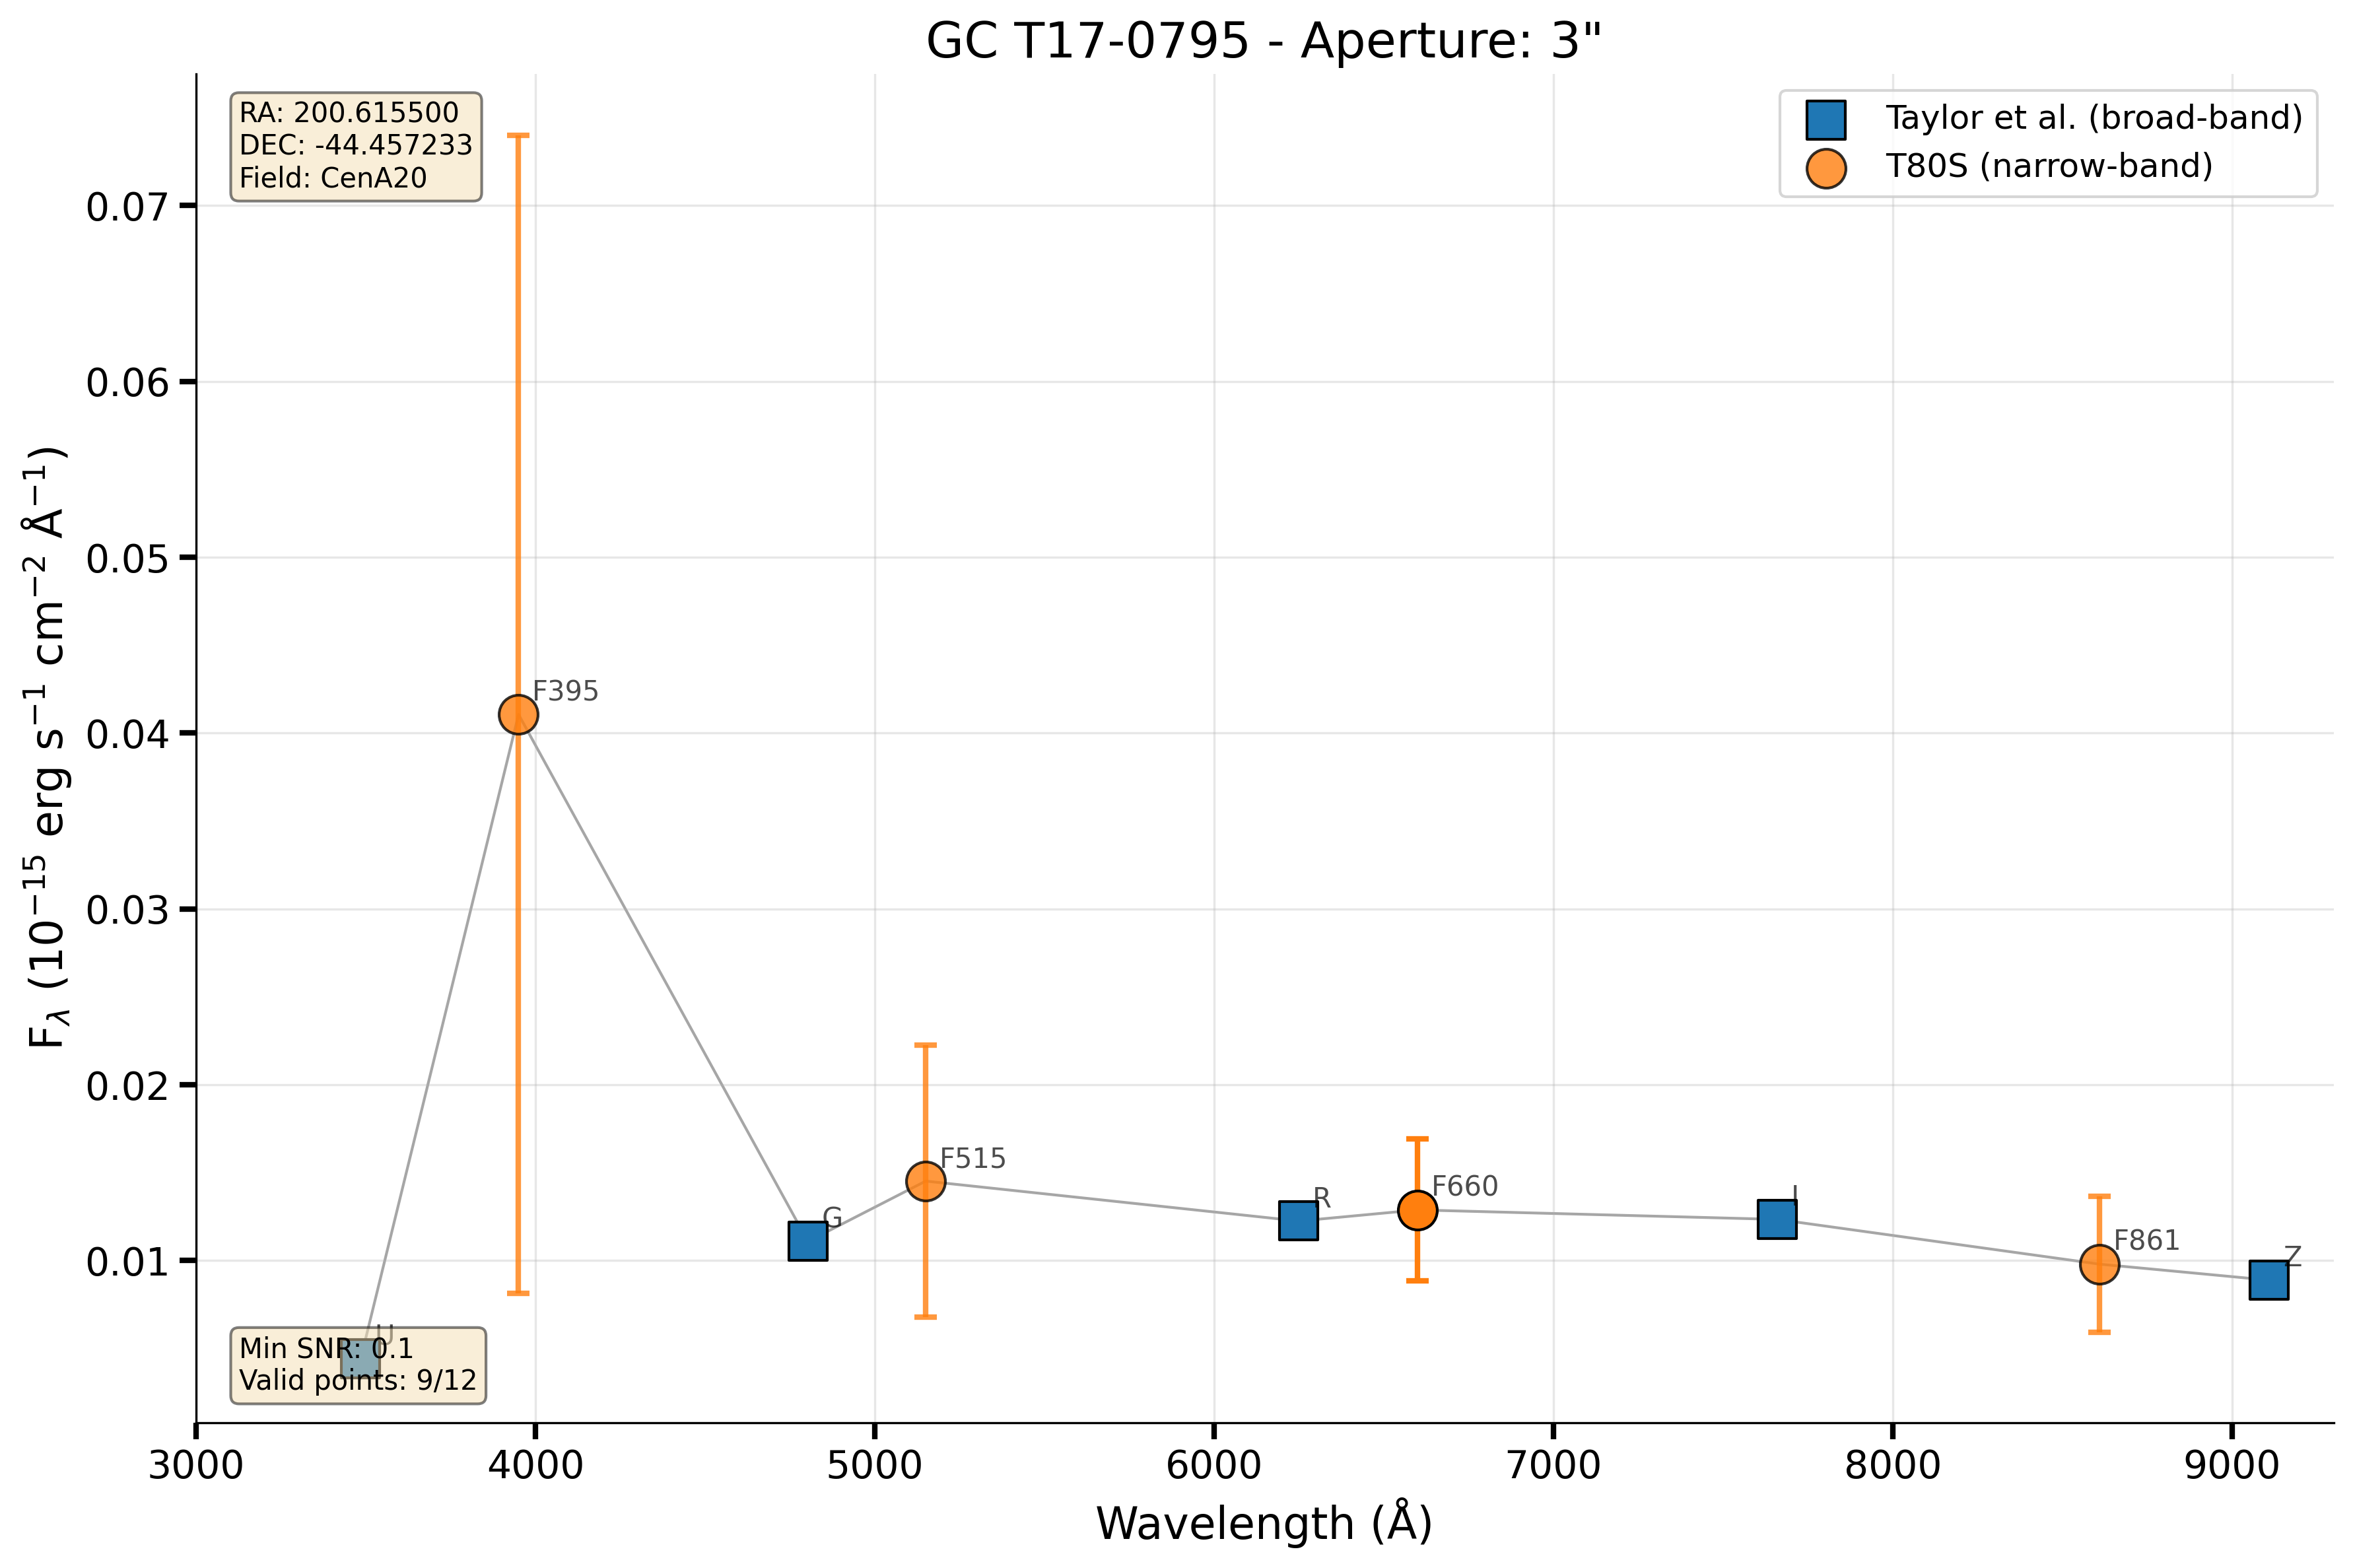 GC T17-0795 - Aperture: 3"
RA: 200.615500
DEC: -44.457233
Field: CenA20
Taylor et al. (broad-band)
T80S (narrow-band)
F_λ (10⁻¹⁵ erg s⁻¹ cm⁻² Å⁻¹)
0.07
0.06
0.05
0.04
0.03
0.02
0.01
F395
F515
G
R
F660
I
F861
Z
U
Min SNR: 0.1
Valid points: 9/12
3000 4000 5000 6000 7000 8000 9000
Wavelength (Å)